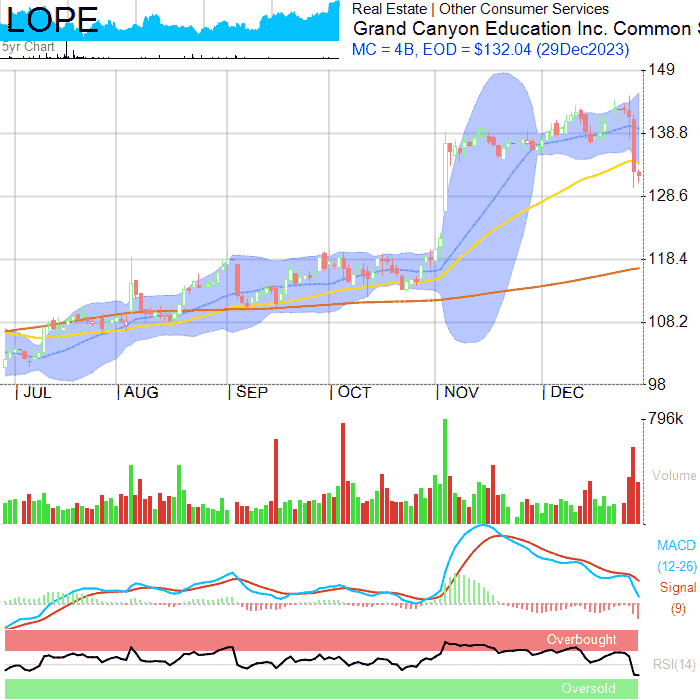 LOPE
5yr Chart
Real Estate | Other Consumer Services
Grand Canyon Education Inc. Common S
MC = 4B, EOD = $132.04 (29Dec2023)
149
138.8
128.6
118.4
108.2
98
| JUL | AUG | SEP | OCT | NOV | DEC
796k
Volume
MACD
(12-26)
Signal
(9)
Overbought
RSI(14)
Oversold